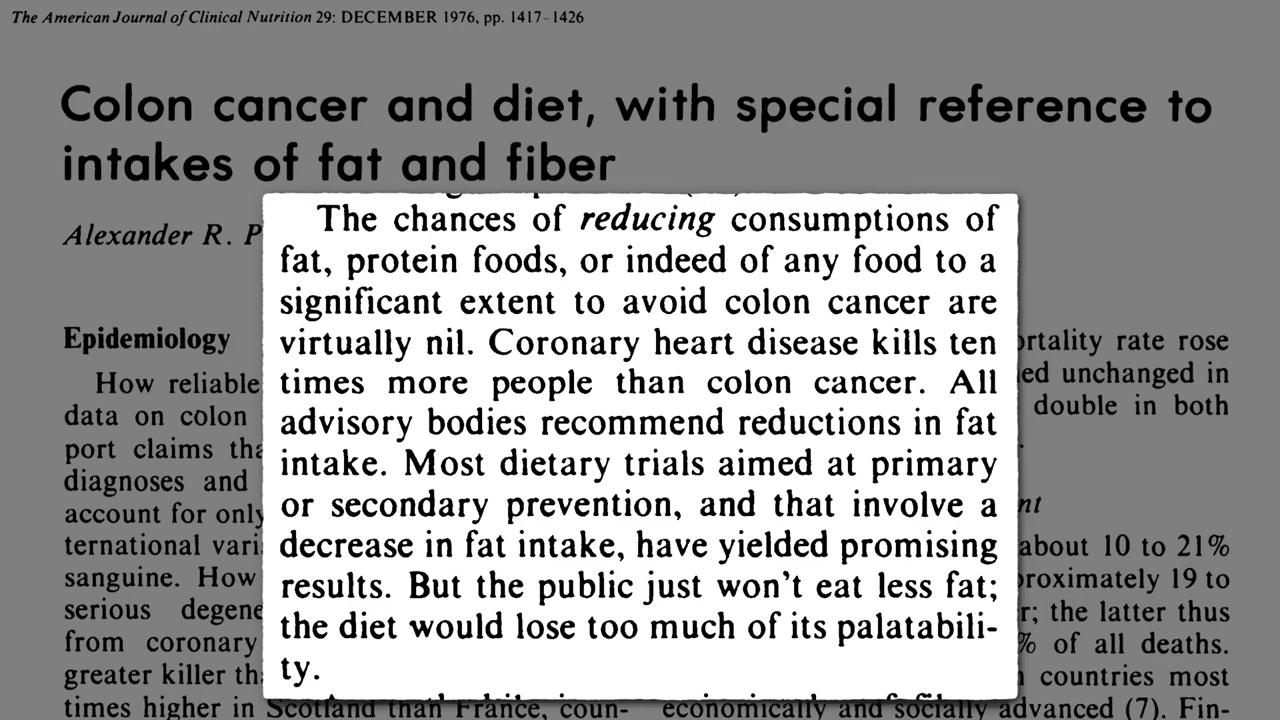 The American Journal of Clinical Nutrition 29: DECEMBER 1976, pp. 1417-1426
Colon cancer and diet, with special reference to
intakes of fat and fiber
Alexander R. P
The chances of reducing consumptions of
fat, protein foods, or indeed of any food to a
significant extent to avoid colon cancer are
virtually nil. Coronary heart disease kills ten
times more people than colon cancer. All
advisory bodies recommend reductions in fat
intake. Most dietary trials aimed at primary
or secondary prevention, and that involve a
decrease in fat intake, have yielded promising
results. But the public just won't eat less fat;
the diet would lose too much of its palatabili-
ty.
Epidemiology
How reliable
data on colon
port claims tha
diagnoses and
account for only
ternational vari
sanguine. How
serious degene
from coronary
greater killer th
times higher in Scotland than France, coun-
rtality rate rose
ed unchanged in
double in both
nt
about 10 to 21%
proximately 19 to
r; the latter thus
% of all deaths.
countries most
economically and socially advanced (7). Fin-